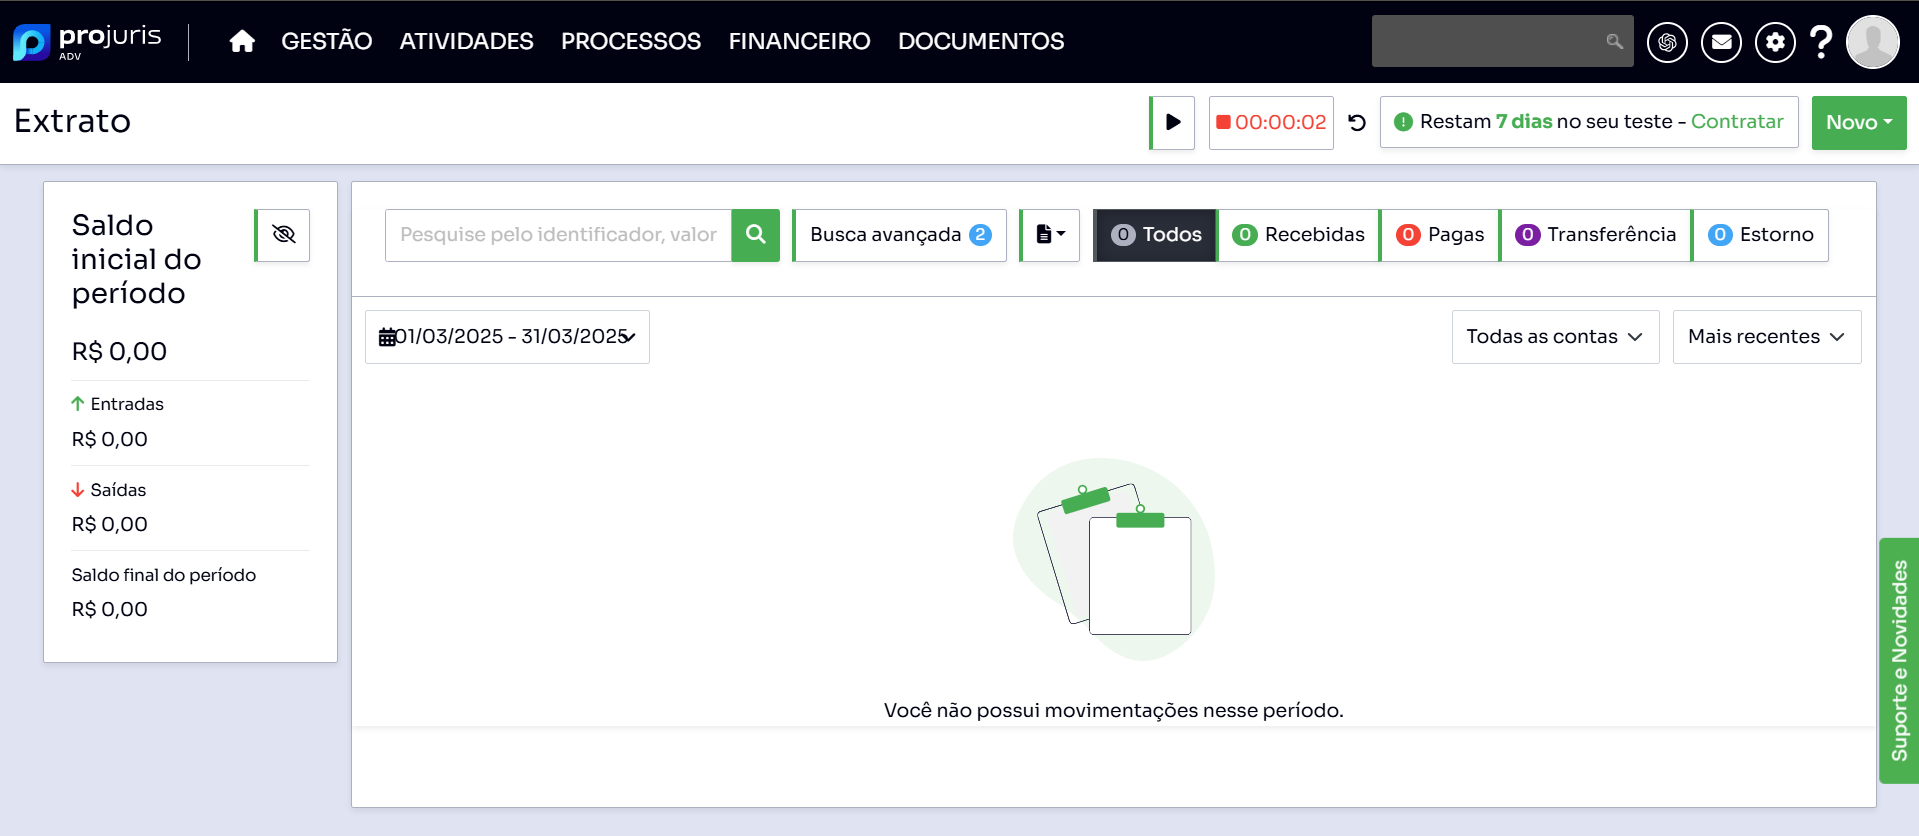 projuris
ADV
GESTÃO
ATIVIDADES
PROCESSOS
FINANCEIRO
DOCUMENTOS
Extrato
00:00:02
Restam 7 dias no seu teste - Contratar
Novo
Saldo
inicial do
período
R$ 0,00
Entradas
R$ 0,00
Saídas
R$ 0,00
Saldo final do período
R$ 0,00
Pesquise pelo identificador, valor
Busca avançada 2
0 Todos
0 Recebidas
0 Pagas
0 Transferência
0 Estorno
01/03/2025 - 31/03/2025
Todas as contas
Mais recentes
Você não possui movimentações nesse período.
Suporte e Novidades